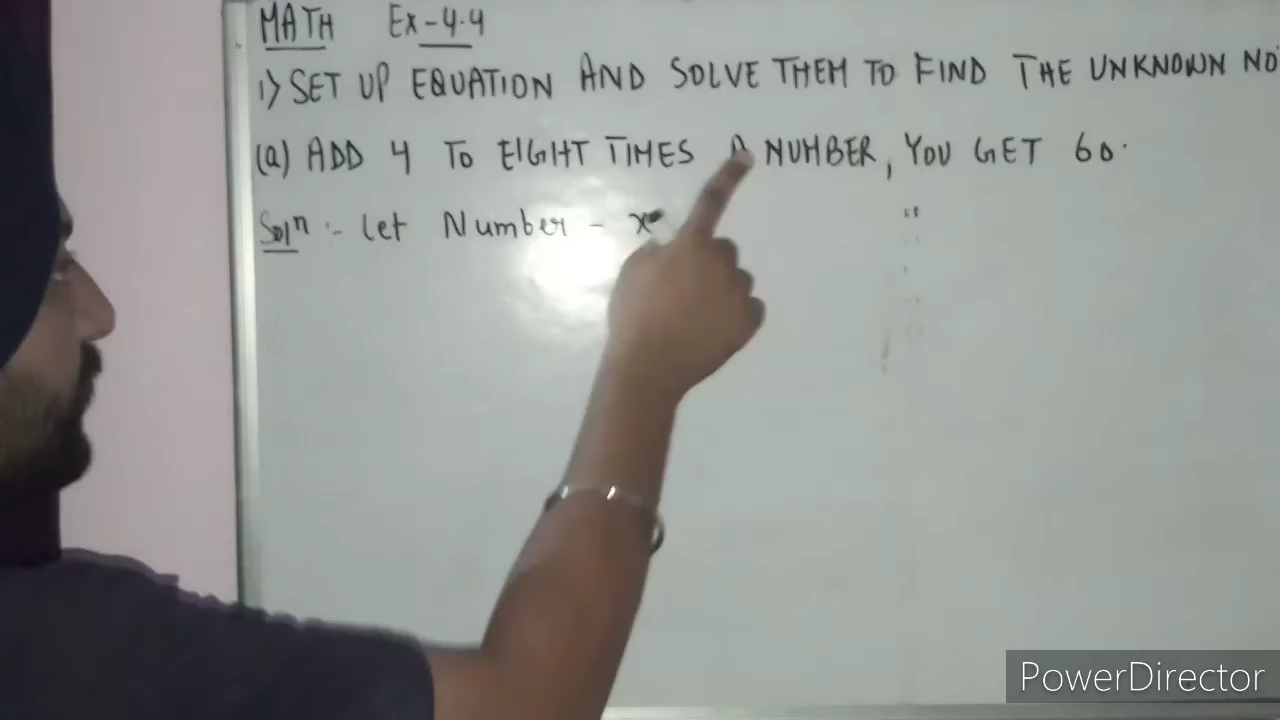 MATH Ex-4.4
1) SET UP EQUATION AND SOLVE THEM TO FIND THE UNKNOWN NO
(a) ADD 4 TO EIGHT TIMES A NUMBER, YOU GET 60.
Soln :- Let Number - x
PowerDirector